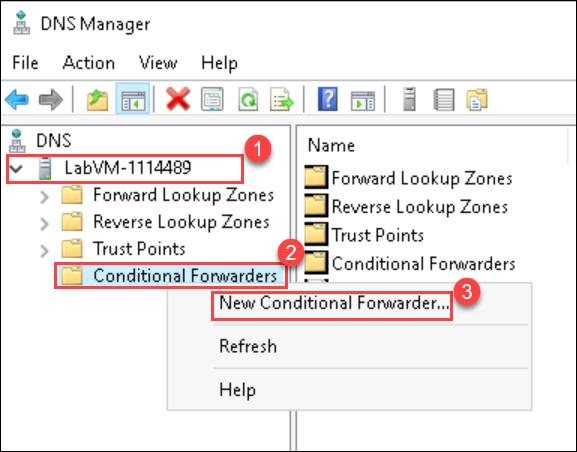 DNS Manager
File Action View Help
DNS
1
LabVM-1114489
Forward Lookup Zones
Reverse Lookup Zones
Trust Points
2
Conditional Forwarders
Name
Forward Lookup Zones
Reverse Lookup Zones
Trust Points
Conditional Forwarders
New Conditional Forwarder...
3
Refresh
Help